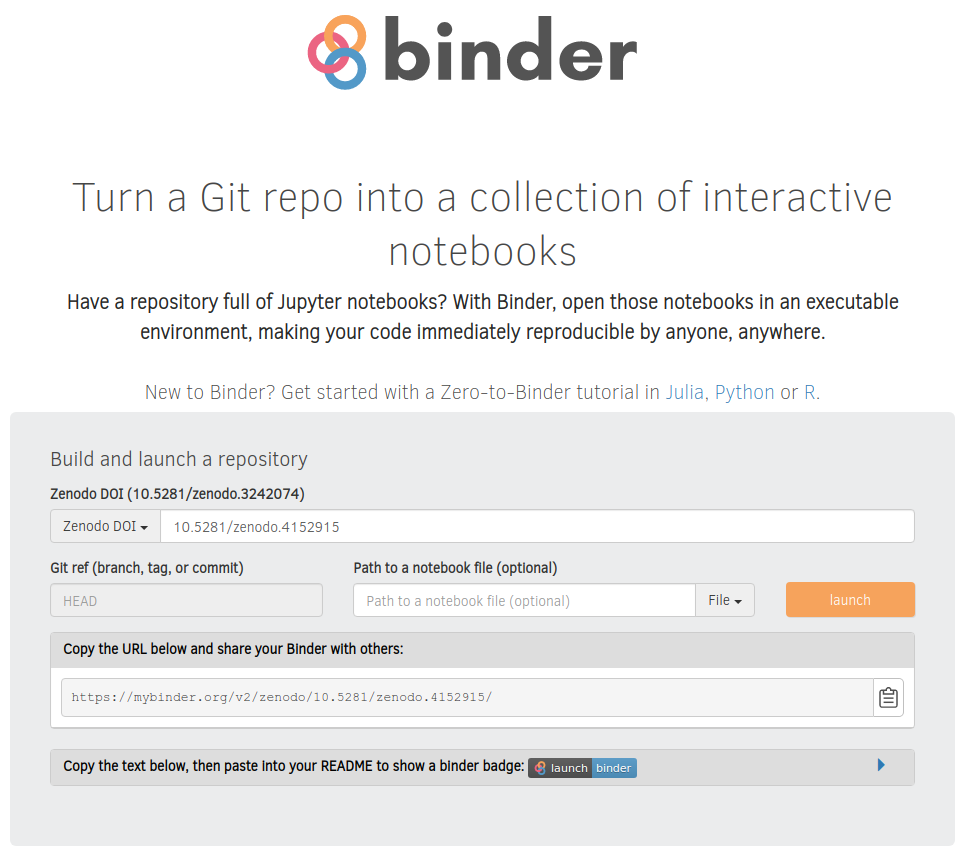 binder
Turn a Git repo into a collection of interactive
notebooks
Have a repository full of Jupyter notebooks? With Binder, open those notebooks in an executable
environment, making your code immediately reproducible by anyone, anywhere.
New to Binder? Get started with a Zero-to-Binder tutorial in Julia, Python or R.
Build and launch a repository
Zenodo DOI (10.5281/zenodo.3242074)
Zenodo DOI 10.5281/zenodo.4152915
Git ref (branch, tag, or commit) Path to a notebook file (optional)
HEAD Path to a notebook file (optional) File launch
Copy the URL below and share your Binder with others:
https://mybinder.org/v2/zenodo/10.5281/zenodo.4152915/
Copy the text below, then paste into your README to show a binder badge: launch binder